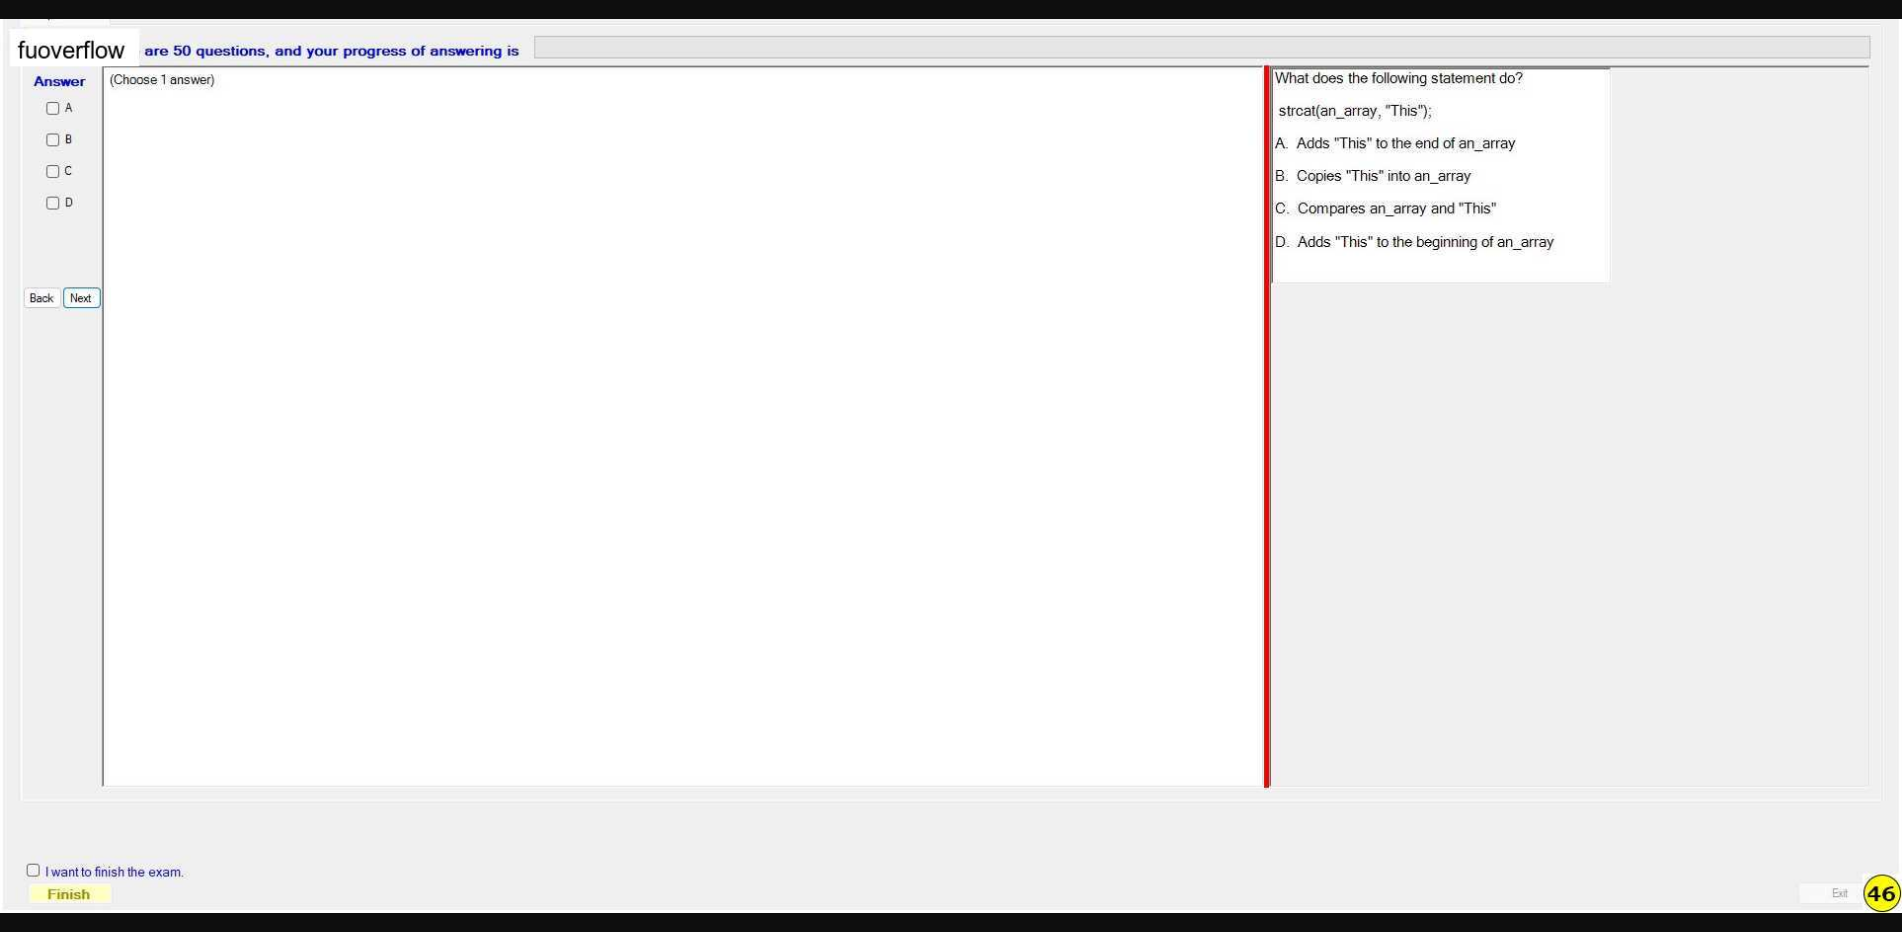 fuoverflow are 50 questions, and your progress of answering is
Answer
(Choose 1 answer)
A
B
C
D
Back Next
What does the following statement do?
strcat(an_array, "This");
A. Adds "This" to the end of an_array
B. Copies "This" into an_array
C. Compares an_array and "This"
D. Adds "This" to the beginning of an_array
I want to finish the exam.
Finish
Exit
46